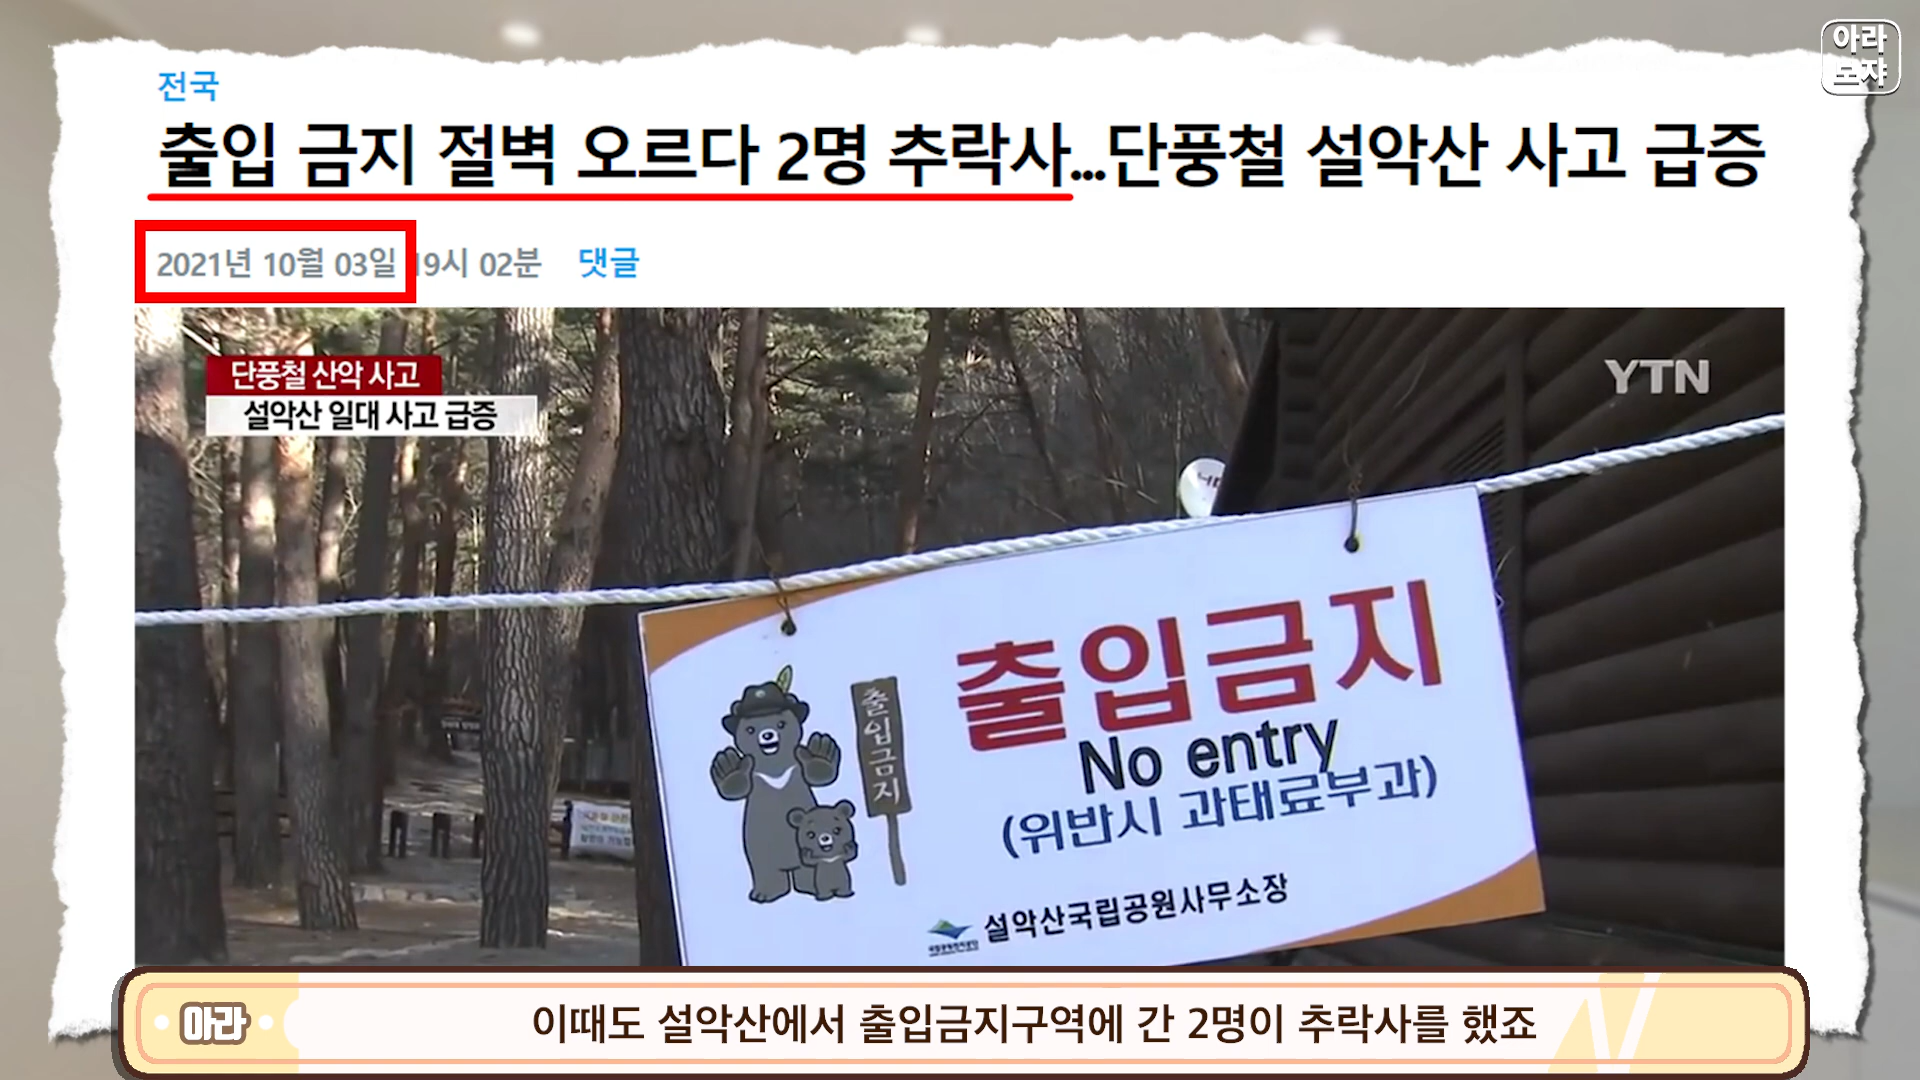 아라
보쟈
전국
출입 금지 절벽 오르다 2명 추락사...단풍철 설악산 사고 급증
2021년 10월 03일 19시 02분 댓글
단풍철 산악 사고
설악산 일대 사고 급증
YTN
출입금지
출입금지
No entry
(위반시 과태료부과)
설악산국립공원사무소장
아라
이때도 설악산에서 출입금지구역에 간 2명이 추락사를 했죠